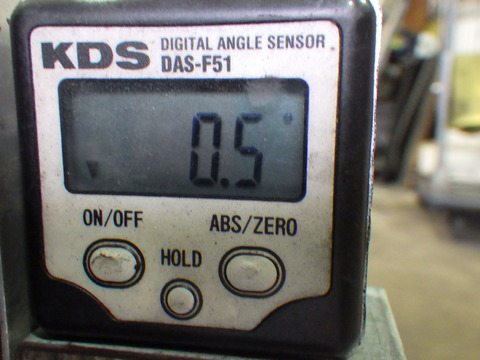 KDS DIGITAL ANGLE SENSOR
DAS-F51
0.5°
ON/OFF
ABS/ZERO
HOLD